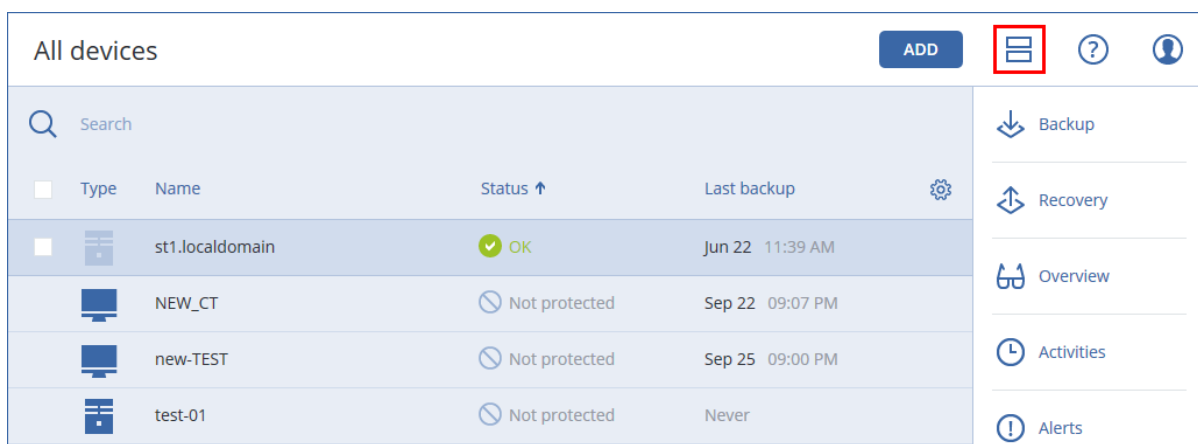 All devices
ADD
Search
Type Name Status Last backup
st1.localdomain OK Jun 22 11:39 AM
NEW_CT Not protected Sep 22 09:07 PM
new-TEST Not protected Sep 25 09:00 PM
test-01 Not protected Never
Backup
Recovery
Overview
Activities
Alerts